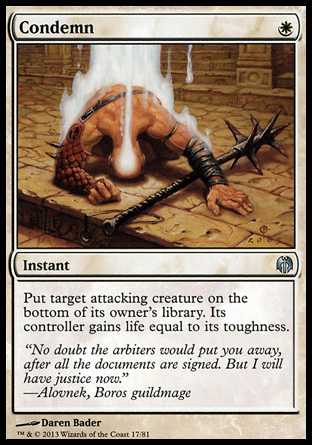 Condemn
Instant
Put target attacking creature on the
bottom of its owner's library. Its
controller gains life equal to its toughness.
"No doubt the arbiters would put you away,
after all the documents are signed. But I will
have justice now."
—Alovnek, Boros guildmage
Daren Bader
™ & © 2013 Wizards of the Coast 17/81